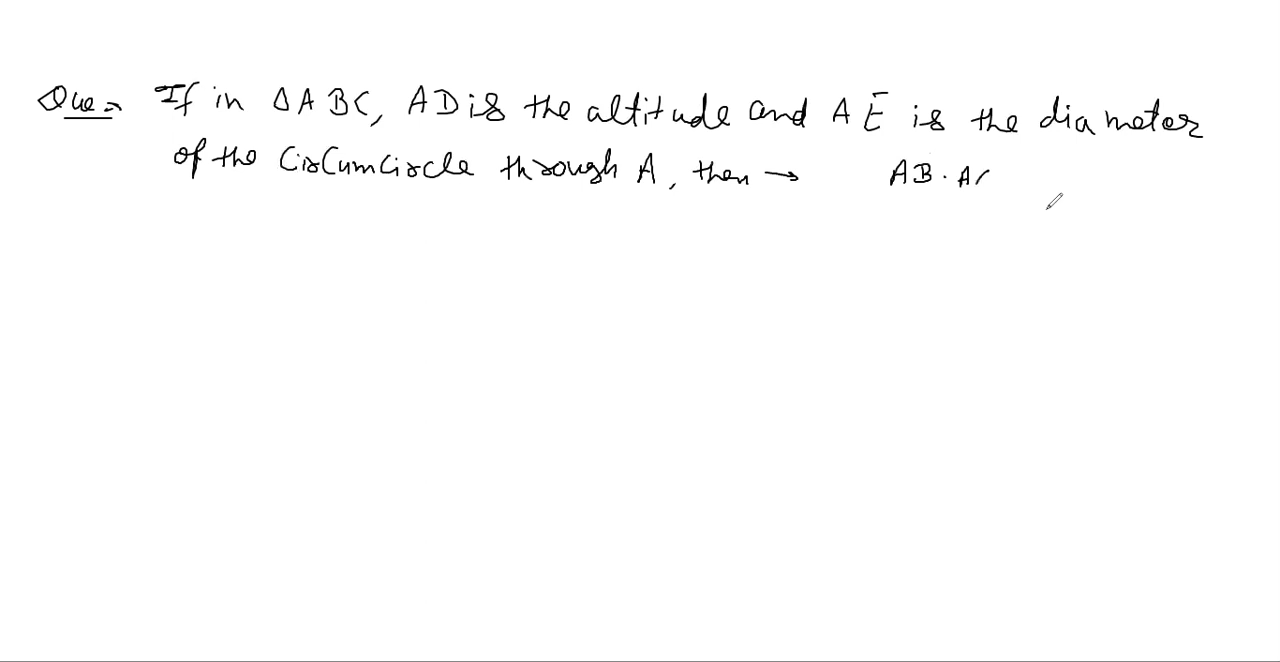 Que⇒ If in ΔABC, AD is the altitude and AE is the diameter
of the CirCumCircle through A, then → AB. A